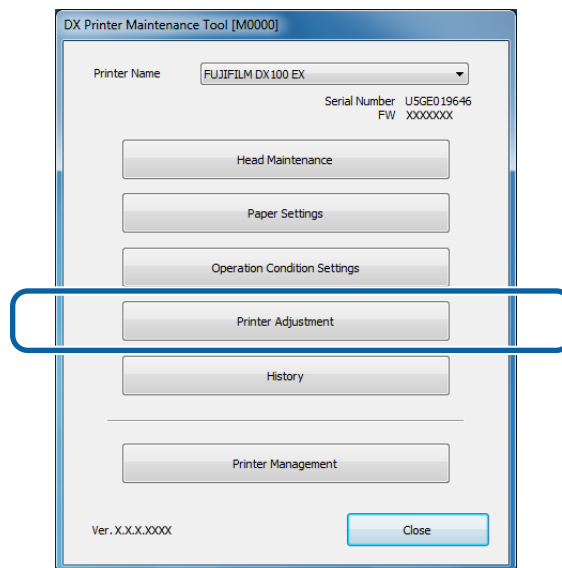 DX Printer Maintenance Tool [M0000]
Printer Name FUJIFILM DX100 EX
Serial Number U5GE019646
FW XXXXXXX
Head Maintenance
Paper Settings
Operation Condition Settings
Printer Adjustment
History
Printer Management
Ver. X.X.X.XXXX Close